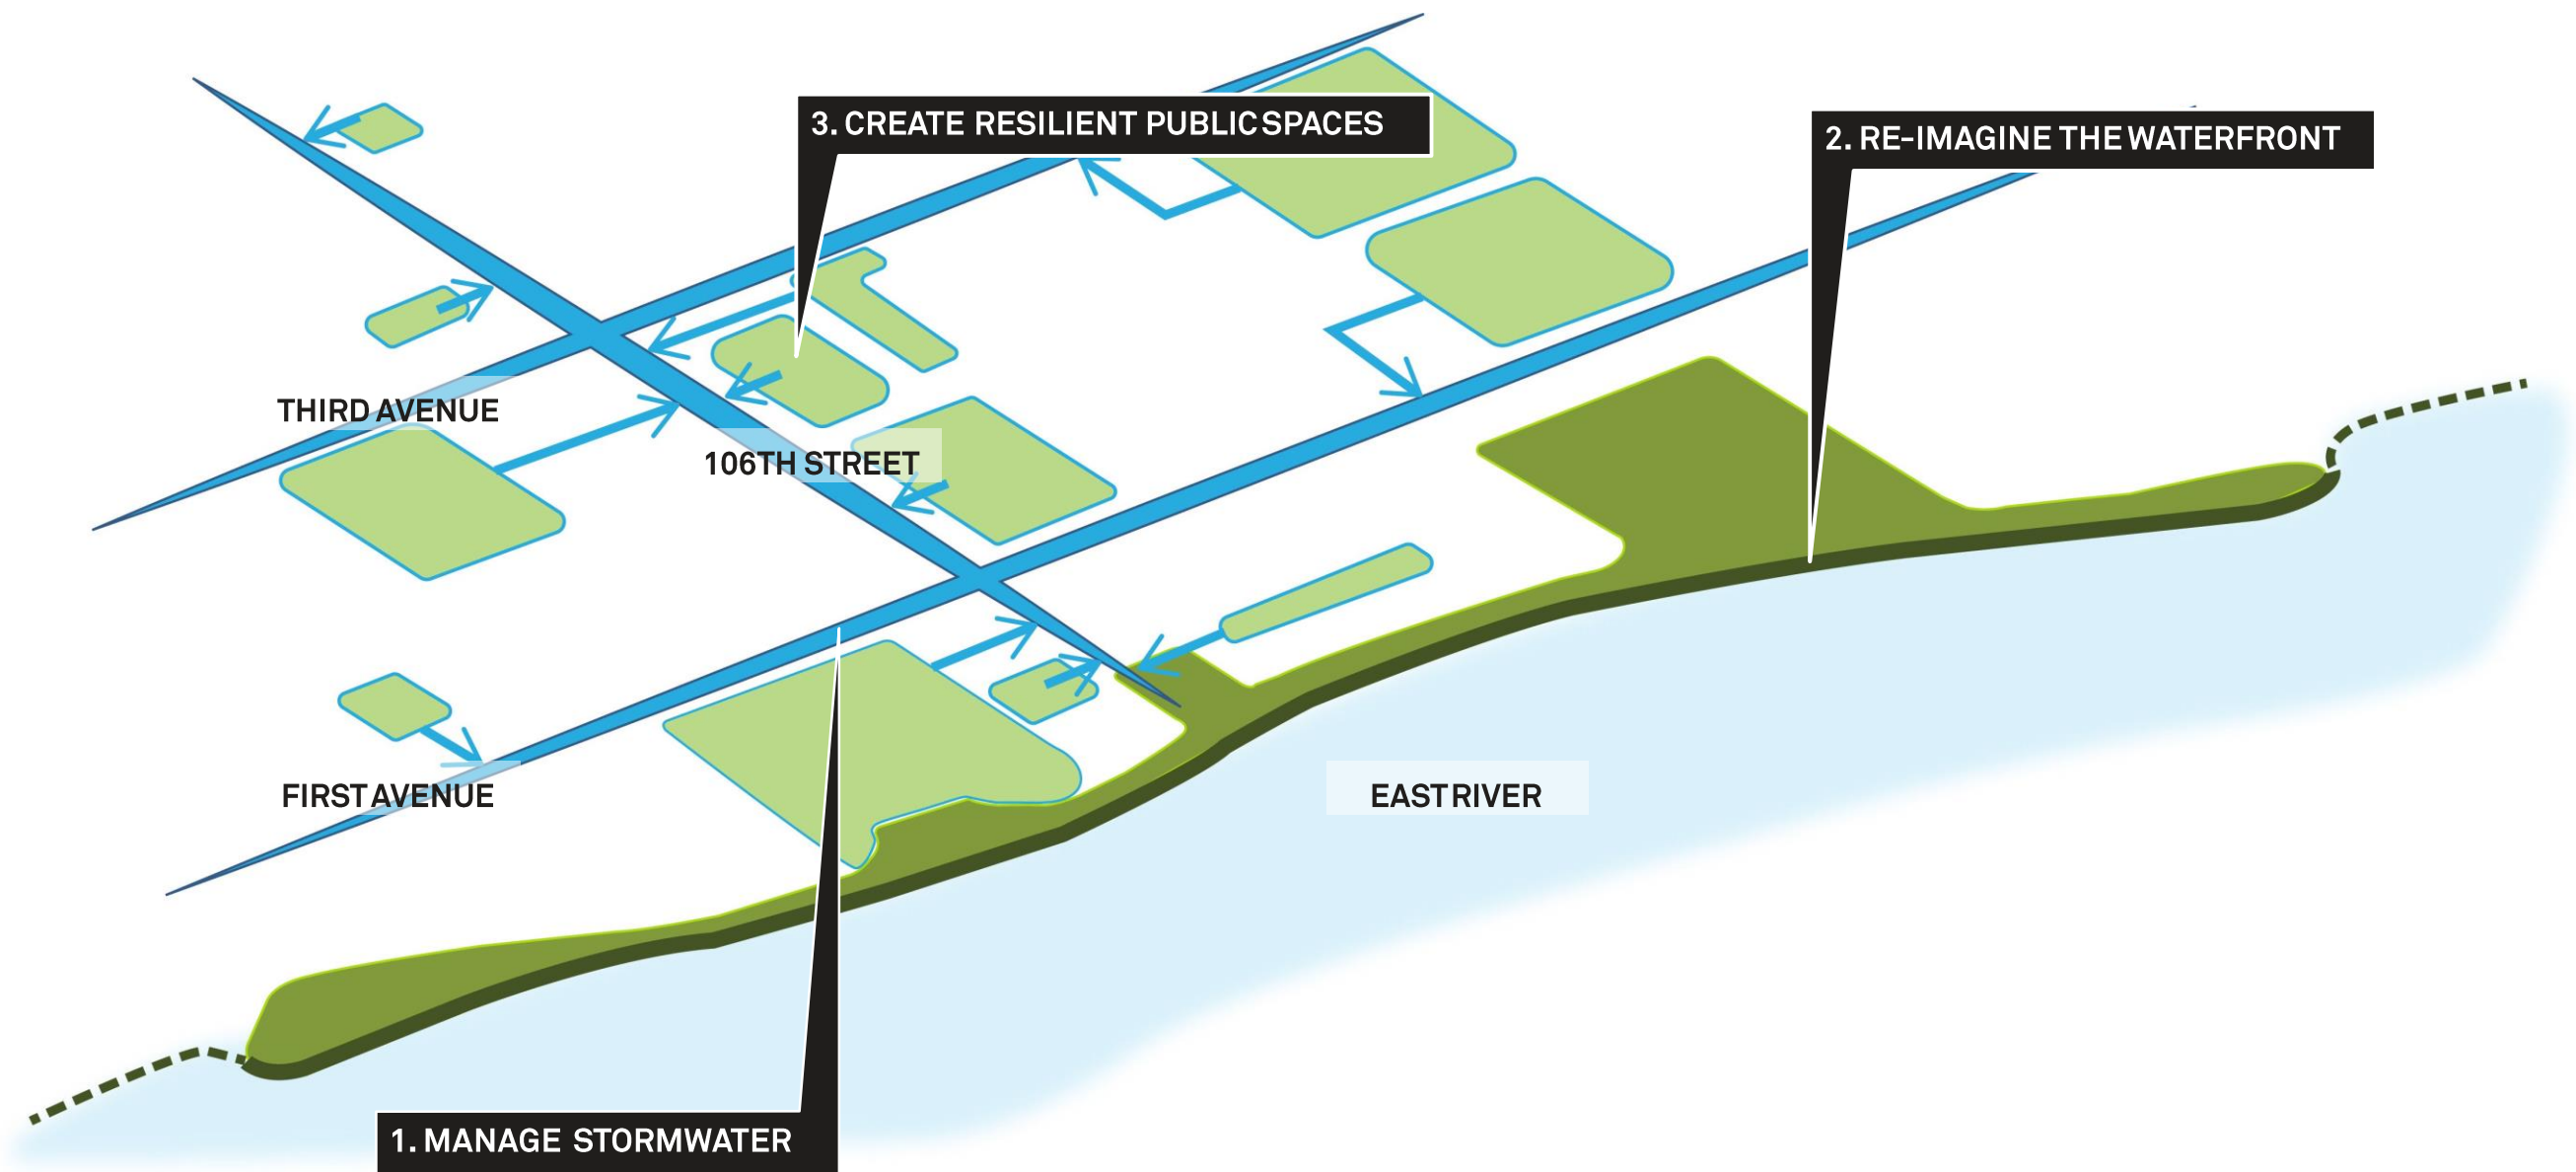 3. CREATE RESILIENT PUBLIC SPACES
2. RE-IMAGINE THE WATERFRONT
THIRD AVENUE
106TH STREET
FIRST AVENUE
EAST RIVER
1. MANAGE STORMWATER